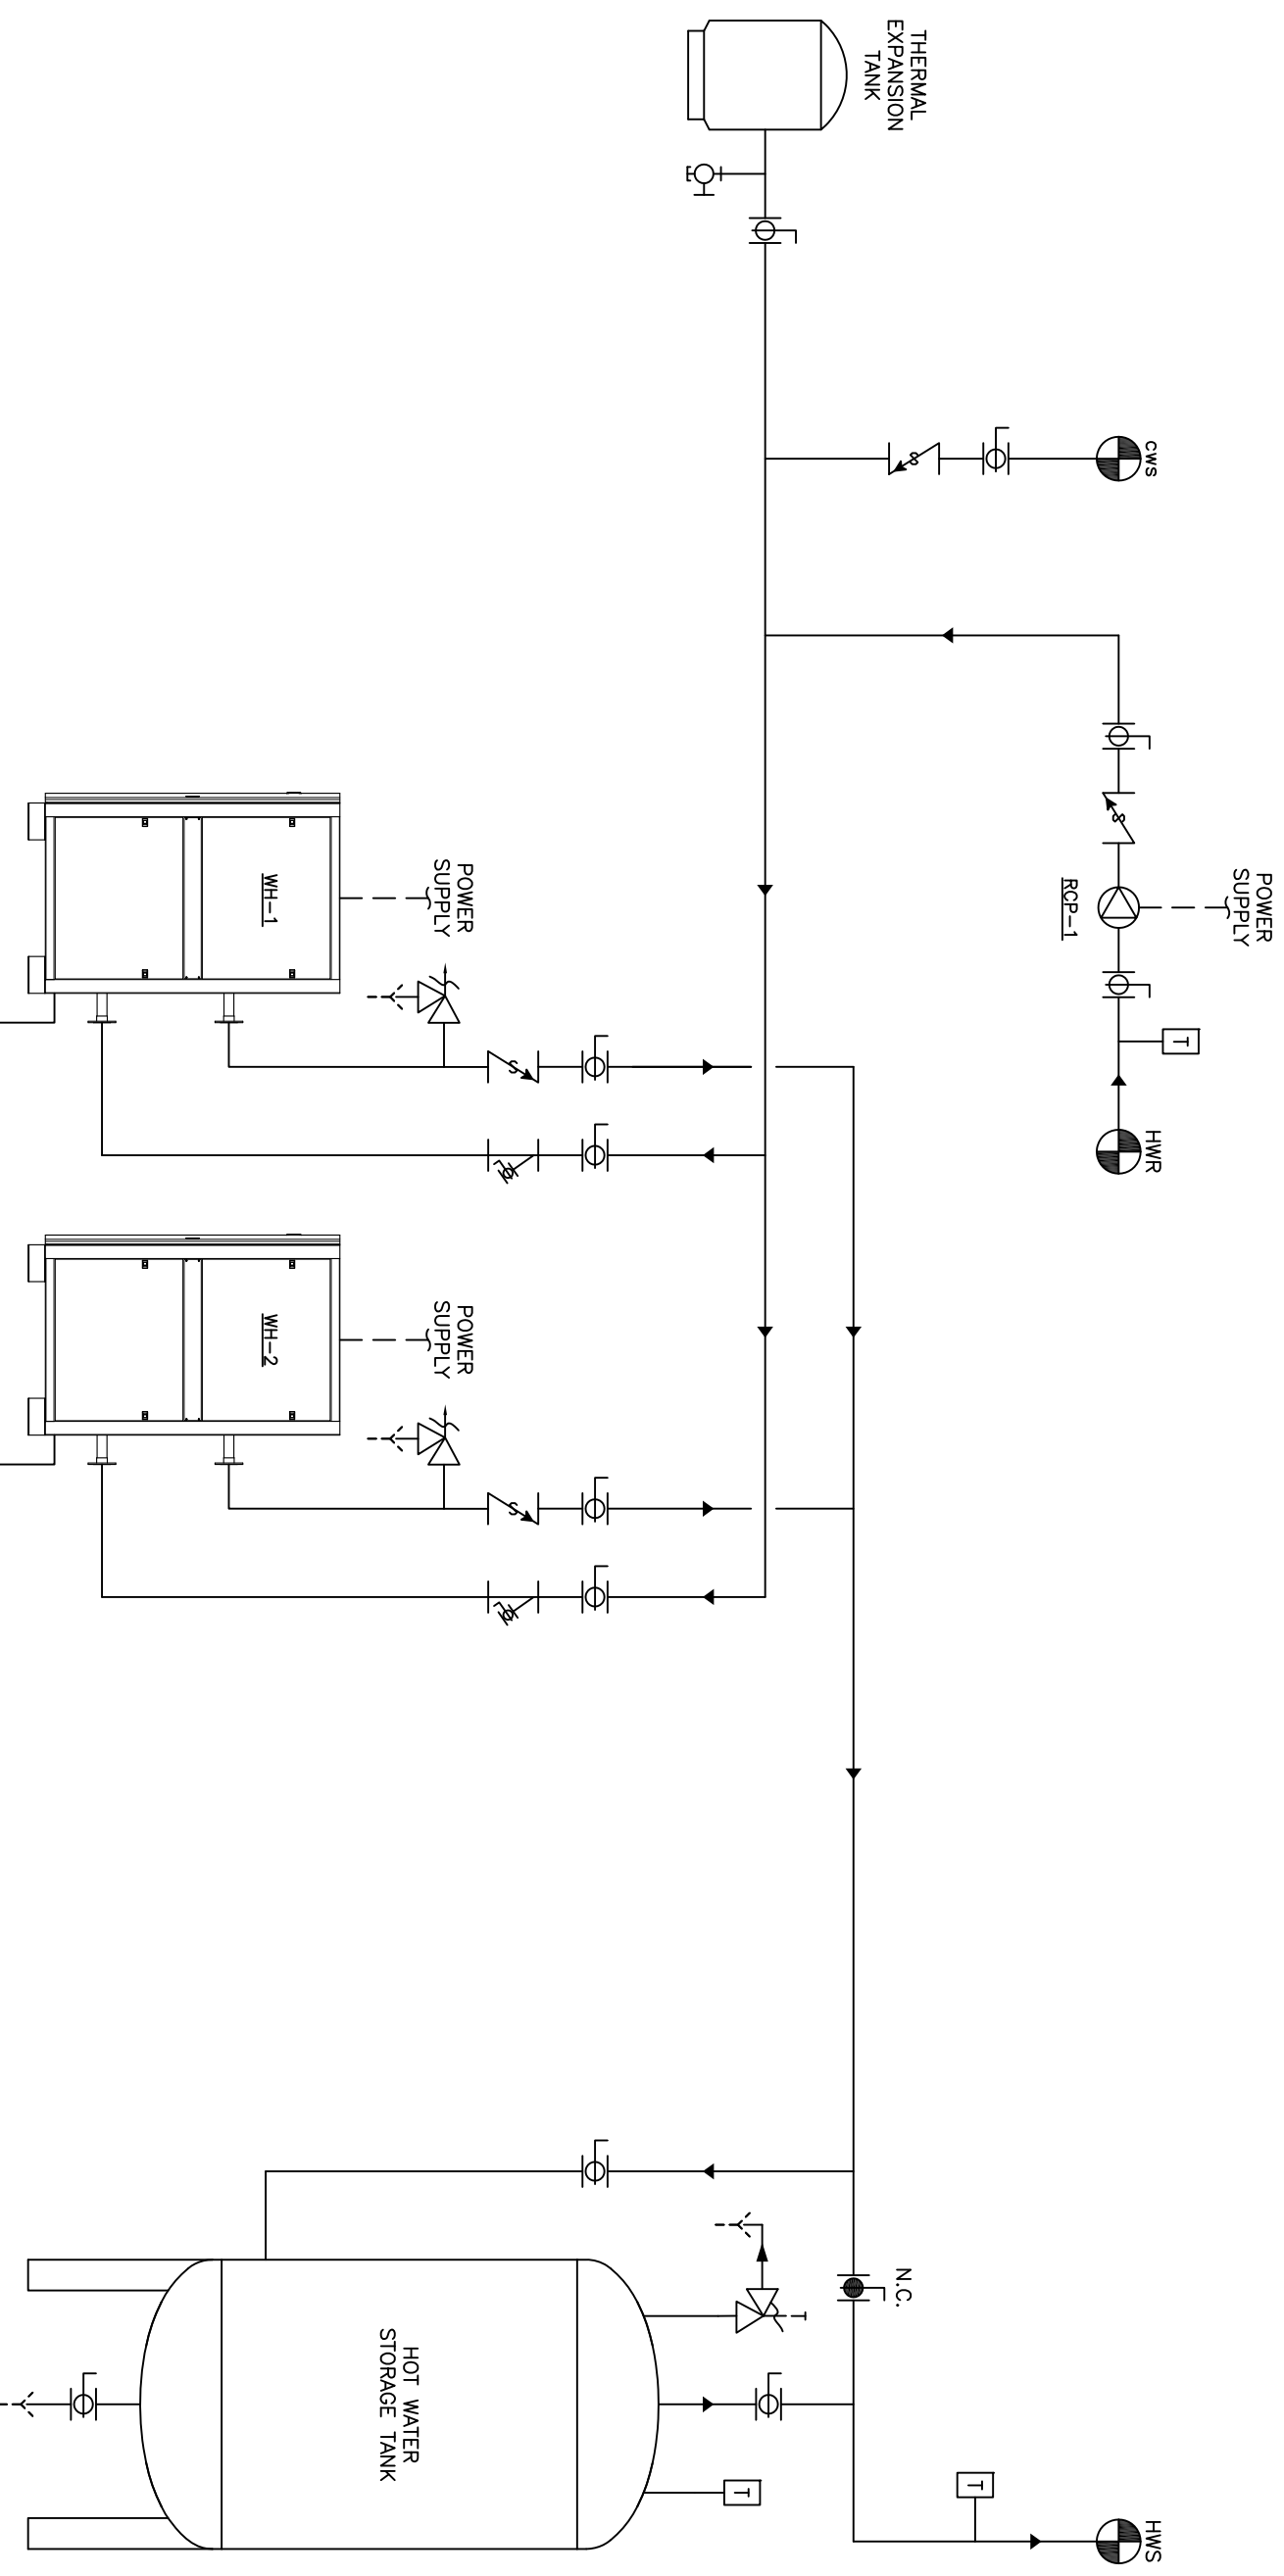 POWER
SUPPLY
T
CWS
HWR
HWS
S
RCP-1
T
THERMAL
EXPANSION
TANK
S
N.C.
T
S
S
POWER
SUPPLY
POWER
SUPPLY
HOT WATER
STORAGE TANK
WH-1
WH-2